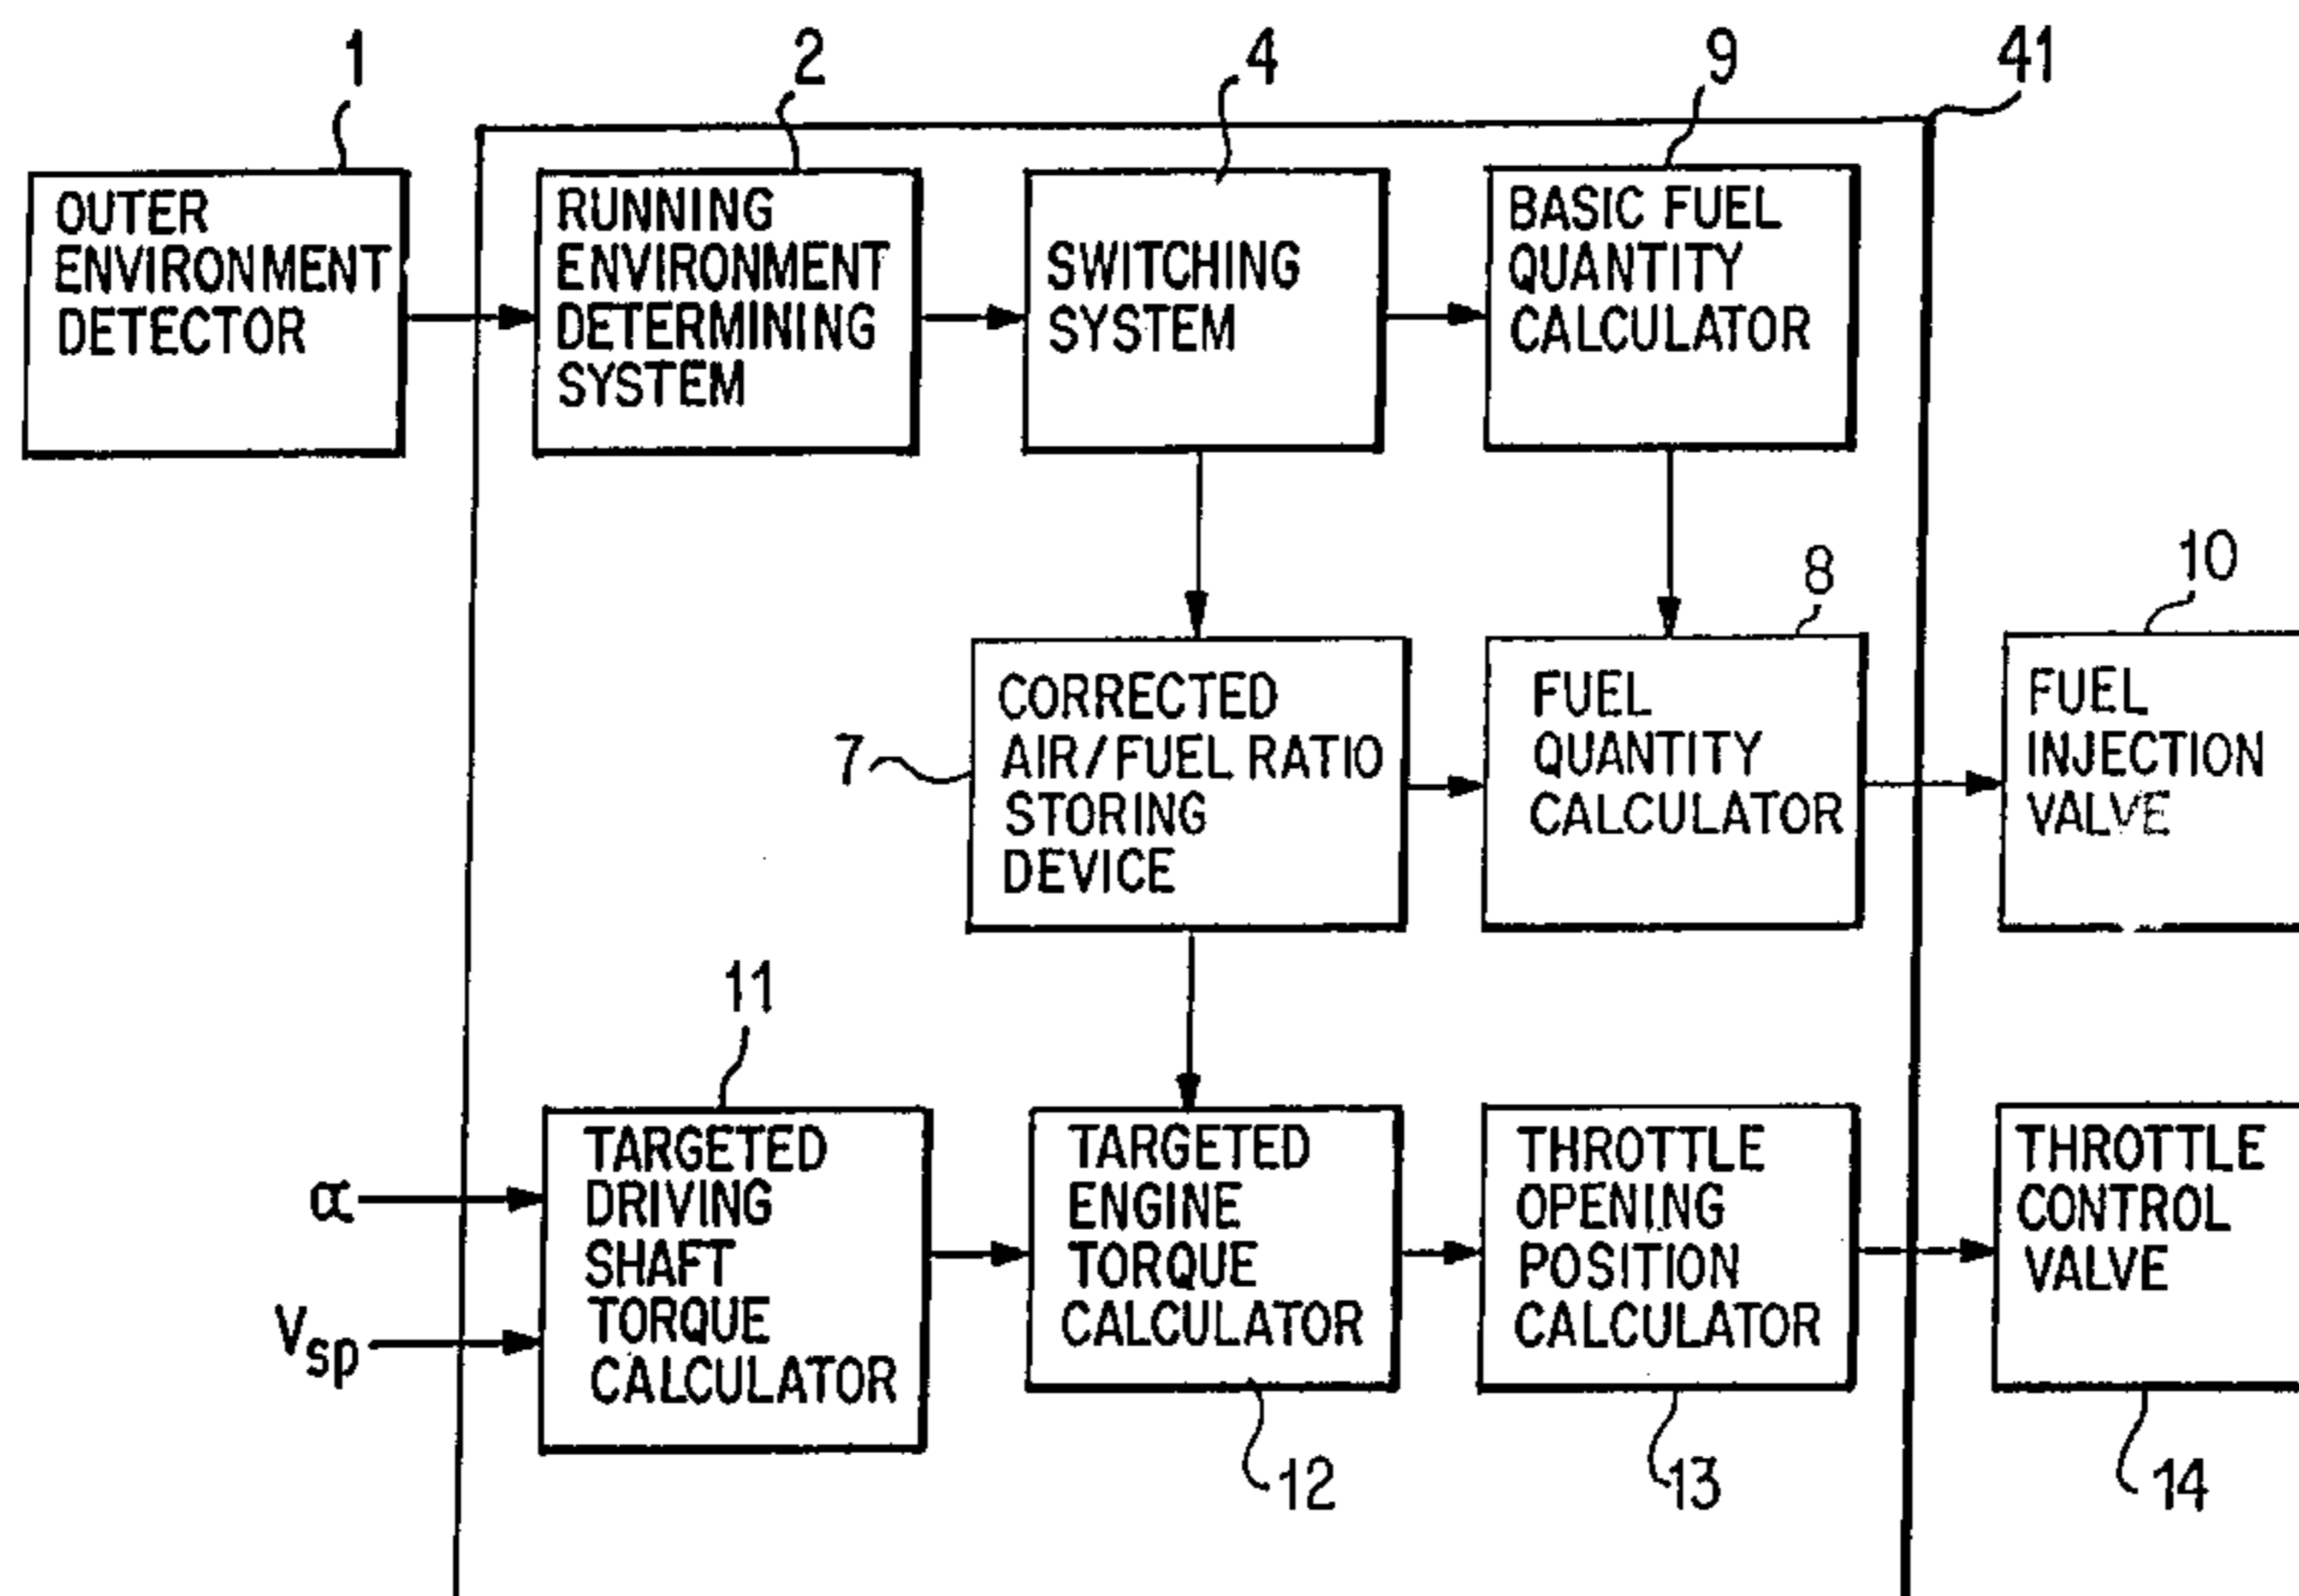 1
2
4
9
41
OUTER
ENVIRONMENT
DETECTOR
RUNNING
ENVIRONMENT
DETERMINING
SYSTEM
SWITCHING
SYSTEM
BASIC FUEL
QUANTITY
CALCULATOR
7
CORRECTED
AIR/FUEL RATIO
STORING
DEVICE
8
FUEL
QUANTITY
CALCULATOR
10
FUEL
INJECTION
VALVE
α
Vsp
11
TARGETED
DRIVING
SHAFT
TORQUE
CALCULATOR
TARGETED
ENGINE
TORQUE
CALCULATOR
12
THROTTLE
OPENING
POSITION
CALCULATOR
13
THROTTLE
CONTROL
VALVE
14